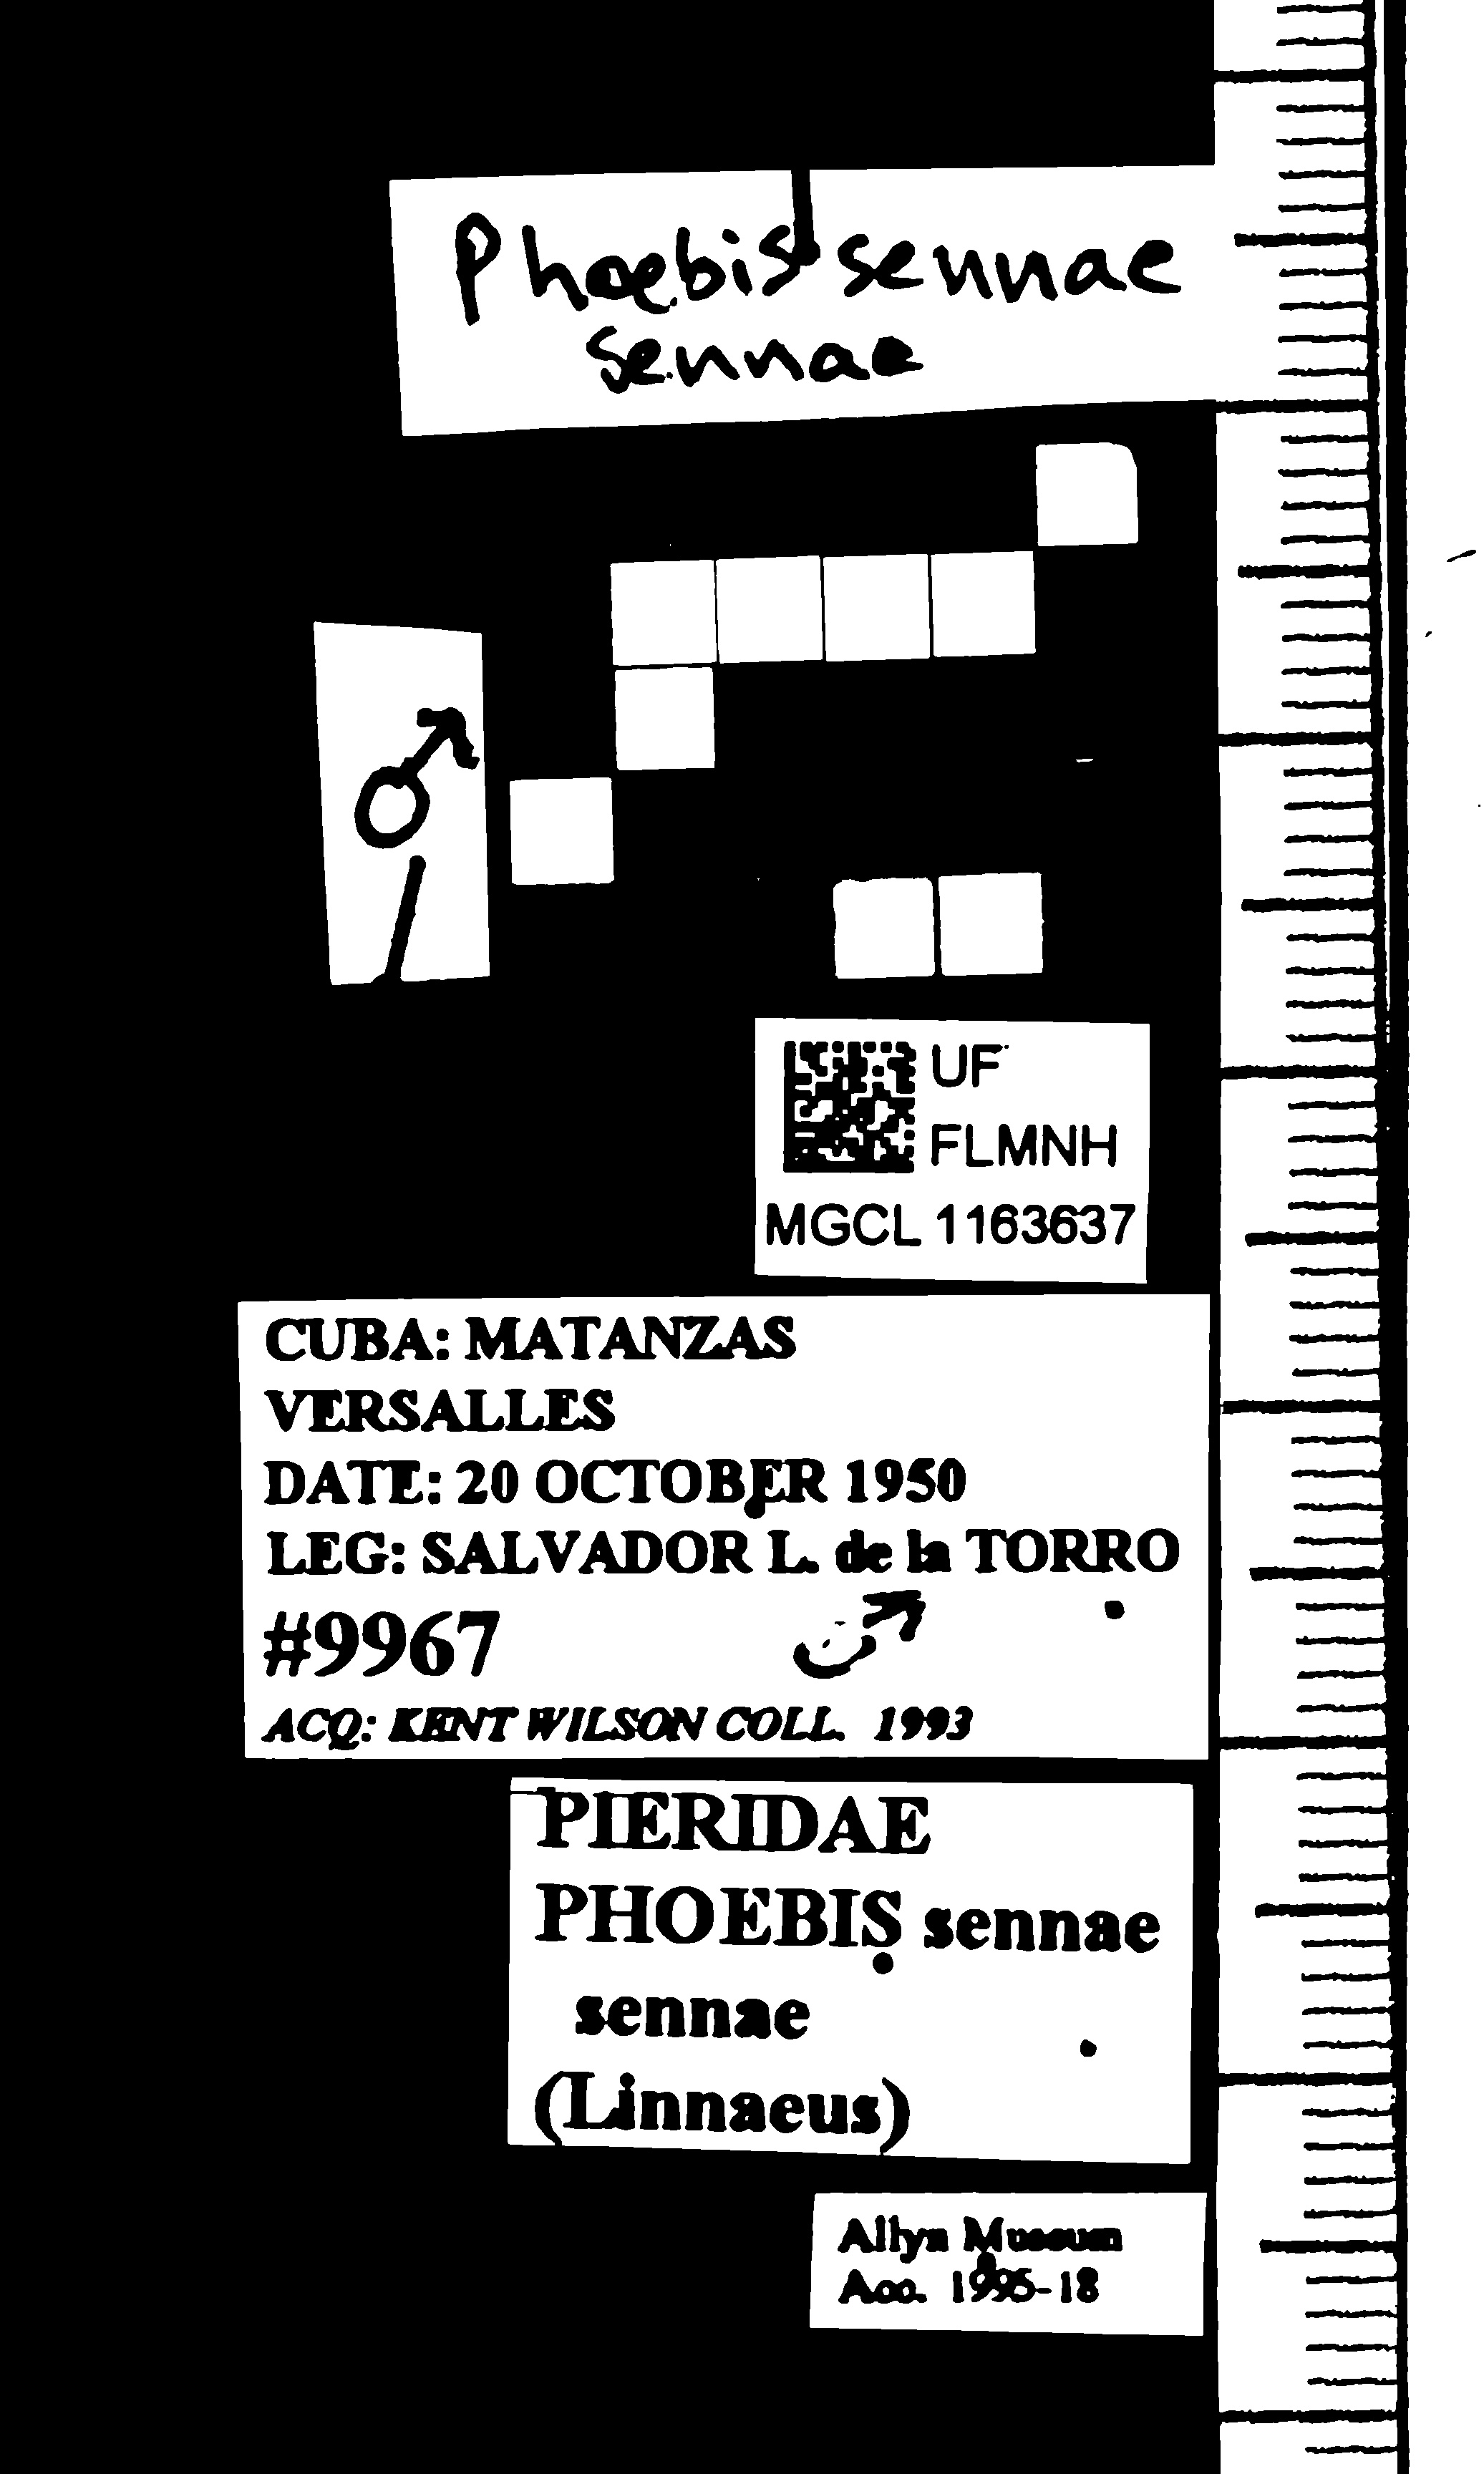 Phoebis sennae
sennae
♂
UF
FLMNH
MGCL 1163637
CUBA: MATANZAS
VERSALLES
DATE: 20 OCTOBER 1950
LEG: SALVADOR L. de la TORRO
#9967 ♂
ACQ: KENT WILSON COLL. 1993
PIERIDAE
PHOEBIS sennae
sennae
(Linnaeus)
Allyn Museum
Acc. 1995-18